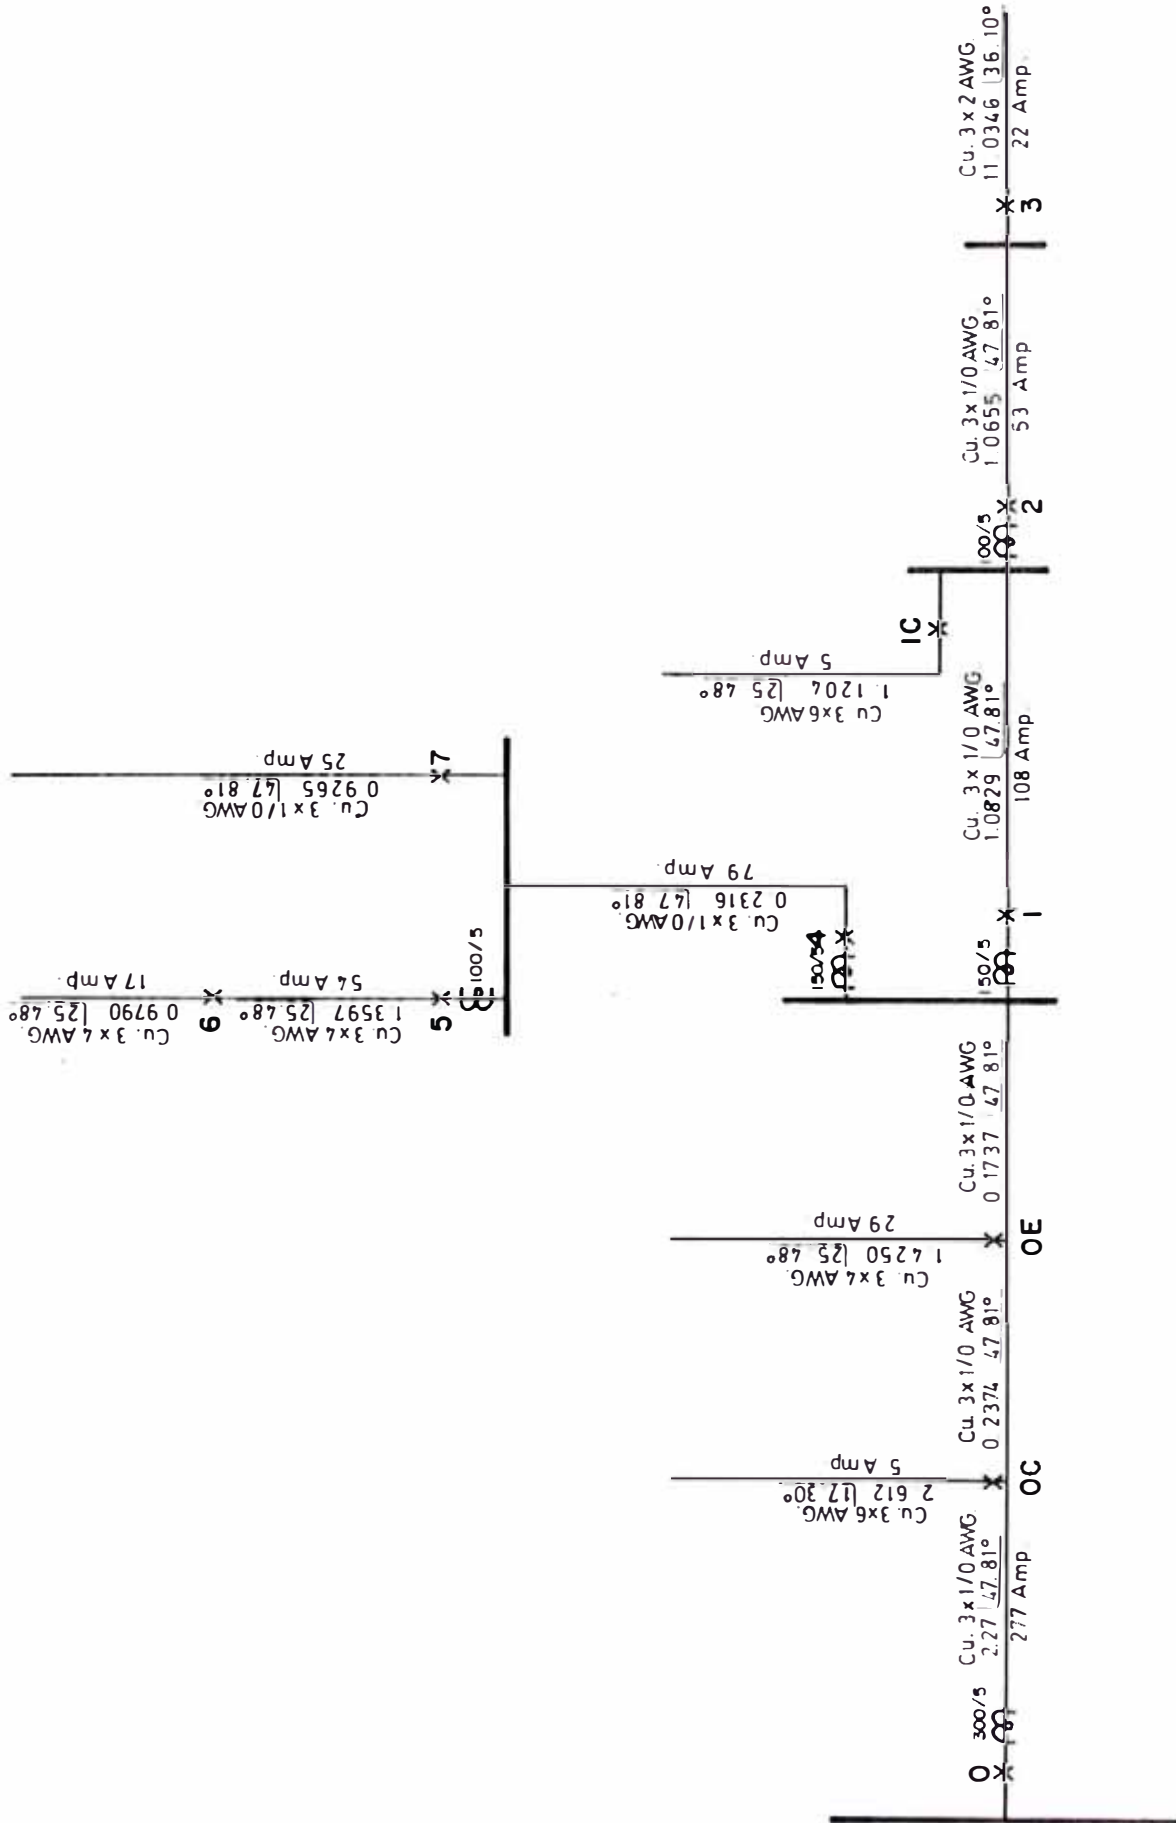 Cu. 3 x 4 AWG.
0.9790 25.48°
17 Amp.
6
Cu. 3x4 AWG.
1.3597 25.48°
54 Amp.
5
100/5
Cu. 3x1/0 AWG
0.9265 47.81°
25 Amp
7
Cu. 3x1/0 AWG.
0.2316 47.81°
79 Amp.
150/5
4
Cu 3x6 AWG
1.1204 25.48°
5 Amp.
1C
Cu 3x6 AWG.
2.612 17.30°
5 Amp
OC
Cu. 3x4 AWG.
1.4250 25.48°
29 Amp
OE
O
300/5
Cu. 3x1/0 AWG.
2.27 47.81°
277 Amp.
Cu. 3x1/0 AWG
0.2374 47.81°
Cu. 3x1/0 AWG
0.1737 47.81°
150/5
1
Cu. 3x1/0 AWG.
1.0829 47.81°
108 Amp.
100/5
2
Cu. 3x1/0 AWG
1.0655 47.81°
53 Amp
3
Cu. 3x2 AWG.
11.0346 36.10°
22 Amp.